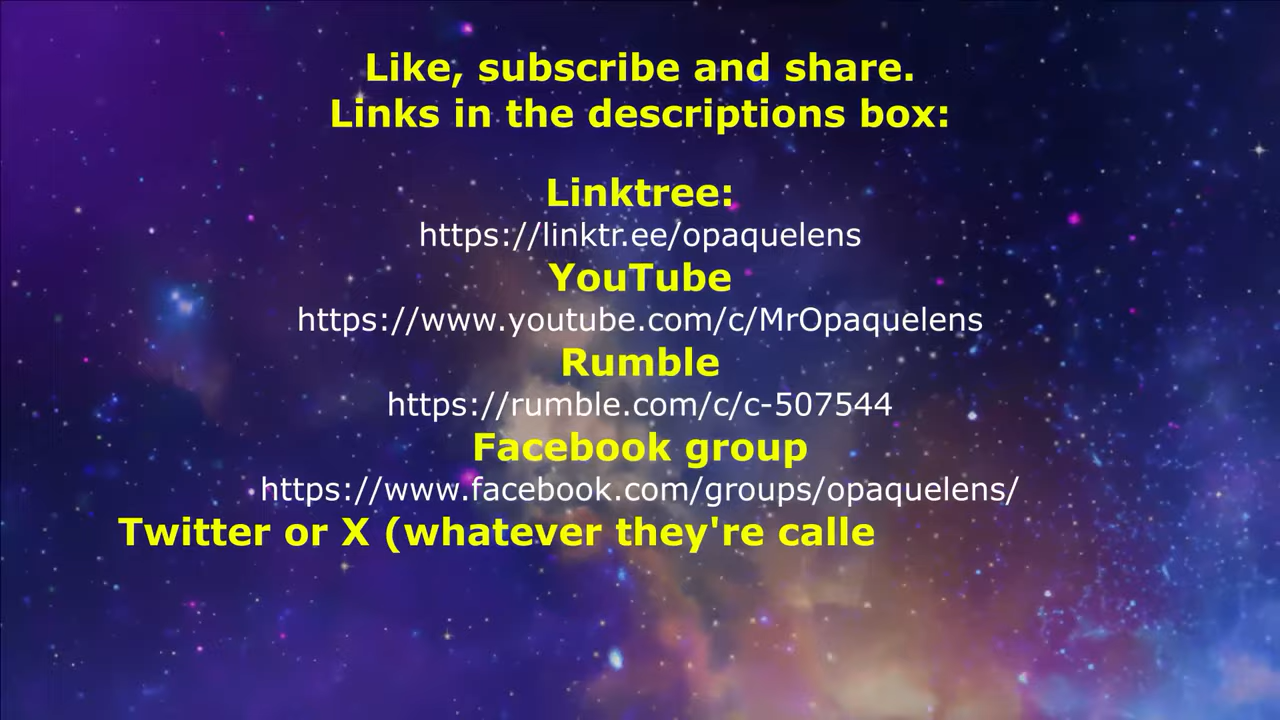 Like, subscribe and share.
Links in the descriptions box:
Linktree:
https://linktr.ee/opaquelens
YouTube
https://www.youtube.com/c/MrOpaquelens
Rumble
https://rumble.com/c/c-507544
Facebook group
https://www.facebook.com/groups/opaquelens/
Twitter or X (whatever they're calle